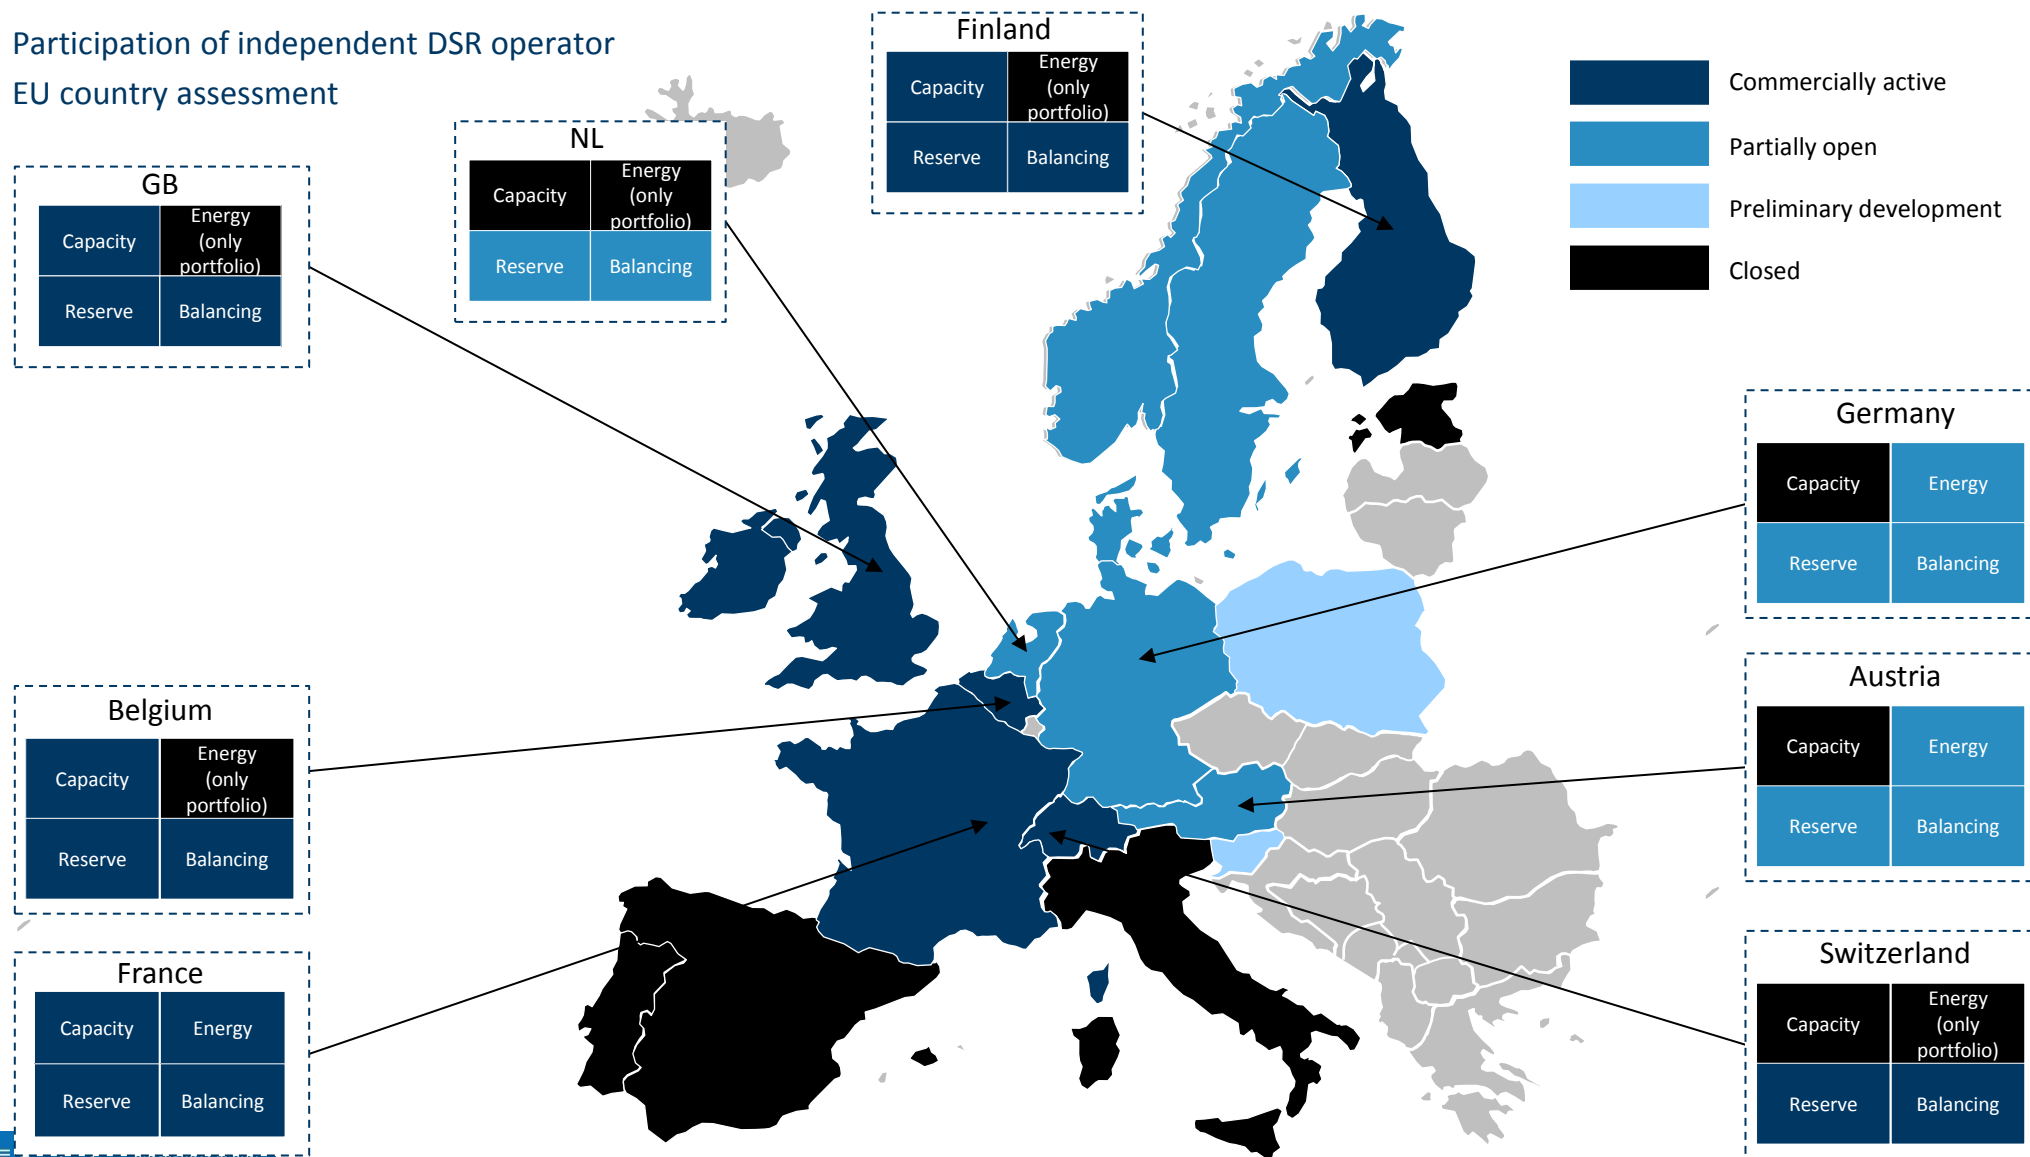 Participation of independent DSR operator
EU country assessment
Finland
Capacity
Energy
(only
portfolio)
Reserve
Balancing
Commercially active
Partially open
Preliminary development
Closed
NL
Capacity
Energy
(only
portfolio)
Reserve
Balancing
GB
Capacity
Energy
(only
portfolio)
Reserve
Balancing
Germany
Capacity
Energy
Reserve
Balancing
Austria
Capacity
Energy
Reserve
Balancing
Belgium
Capacity
Energy
(only
portfolio)
Reserve
Balancing
France
Capacity
Energy
Reserve
Balancing
Switzerland
Capacity
Energy
(only
portfolio)
Reserve
Balancing